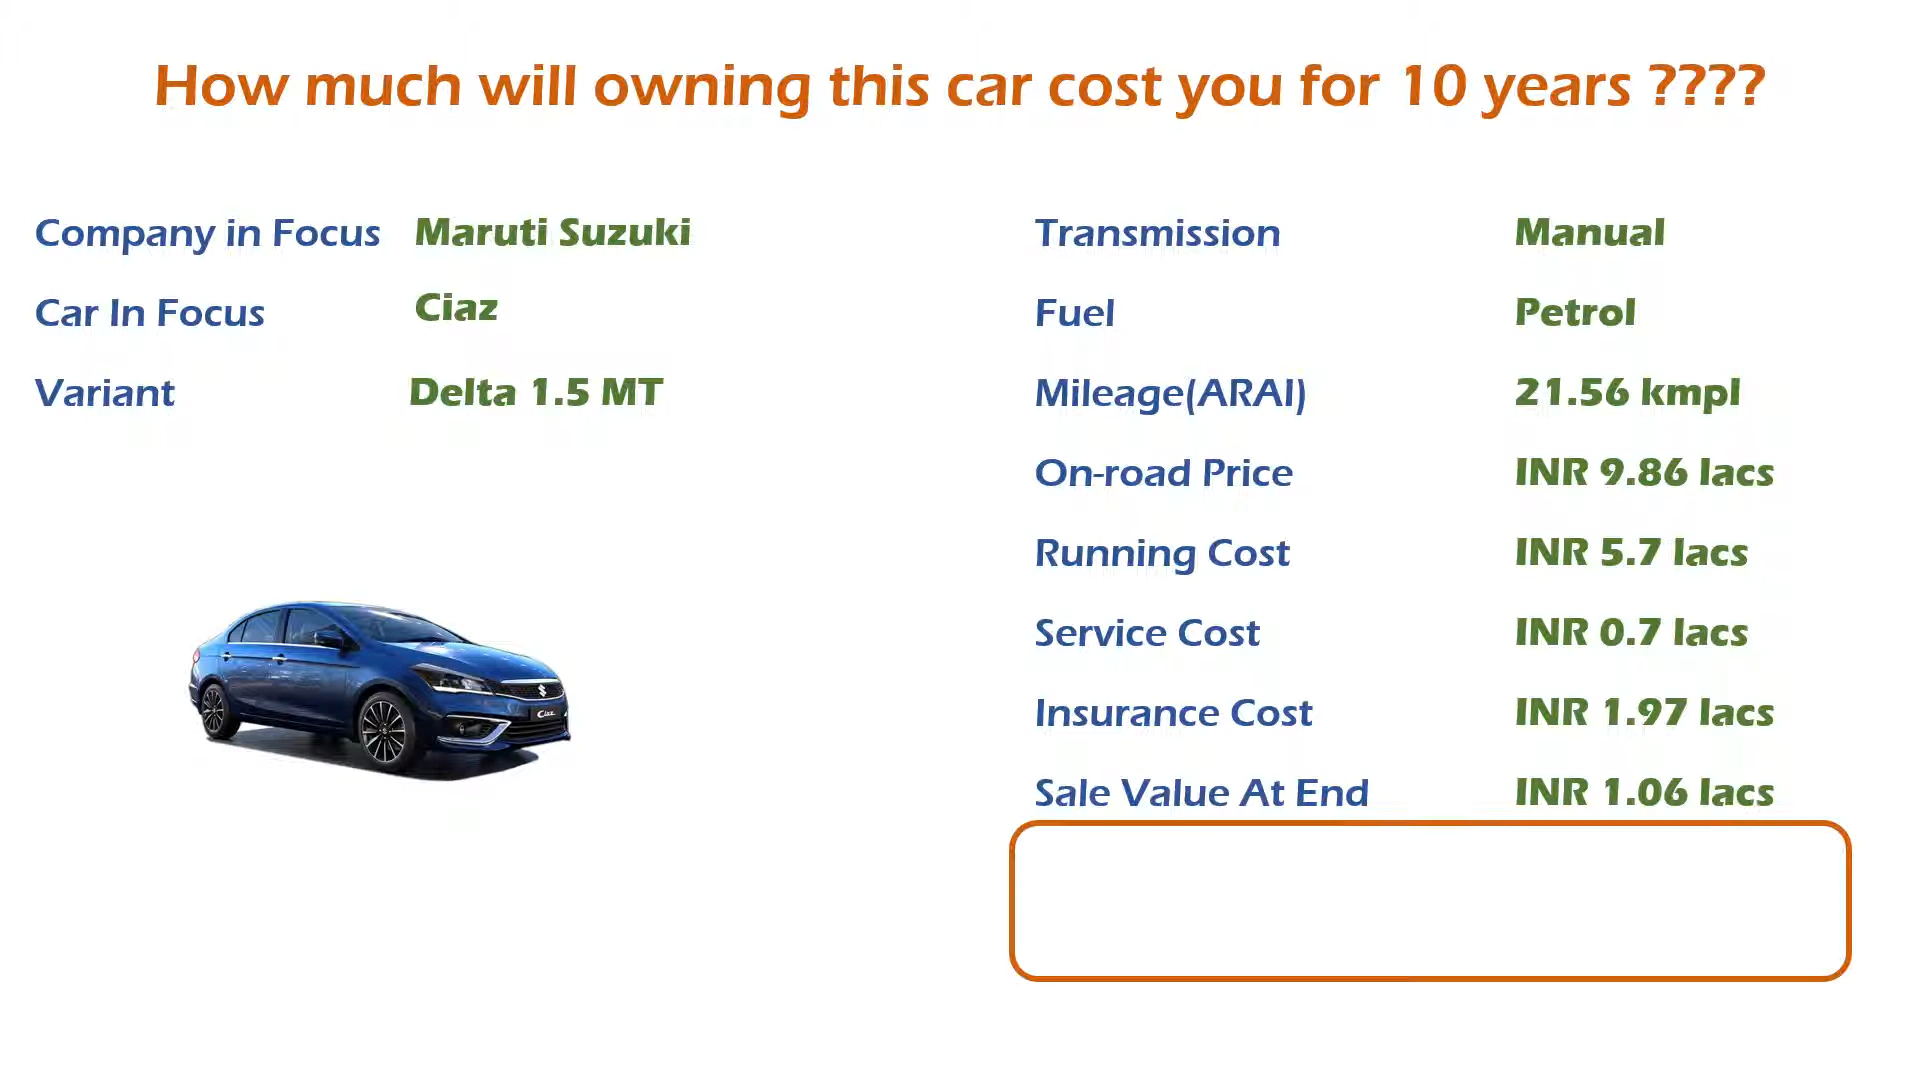 How much will owning this car cost you for 10 years ????
Company in Focus Maruti Suzuki
Car In Focus Ciaz
Variant Delta 1.5 MT
Transmission Manual
Fuel Petrol
Mileage(ARAI) 21.56 kmpl
On-road Price INR 9.86 lacs
Running Cost INR 5.7 lacs
Service Cost INR 0.7 lacs
Insurance Cost INR 1.97 lacs
Sale Value At End INR 1.06 lacs
Ciaz